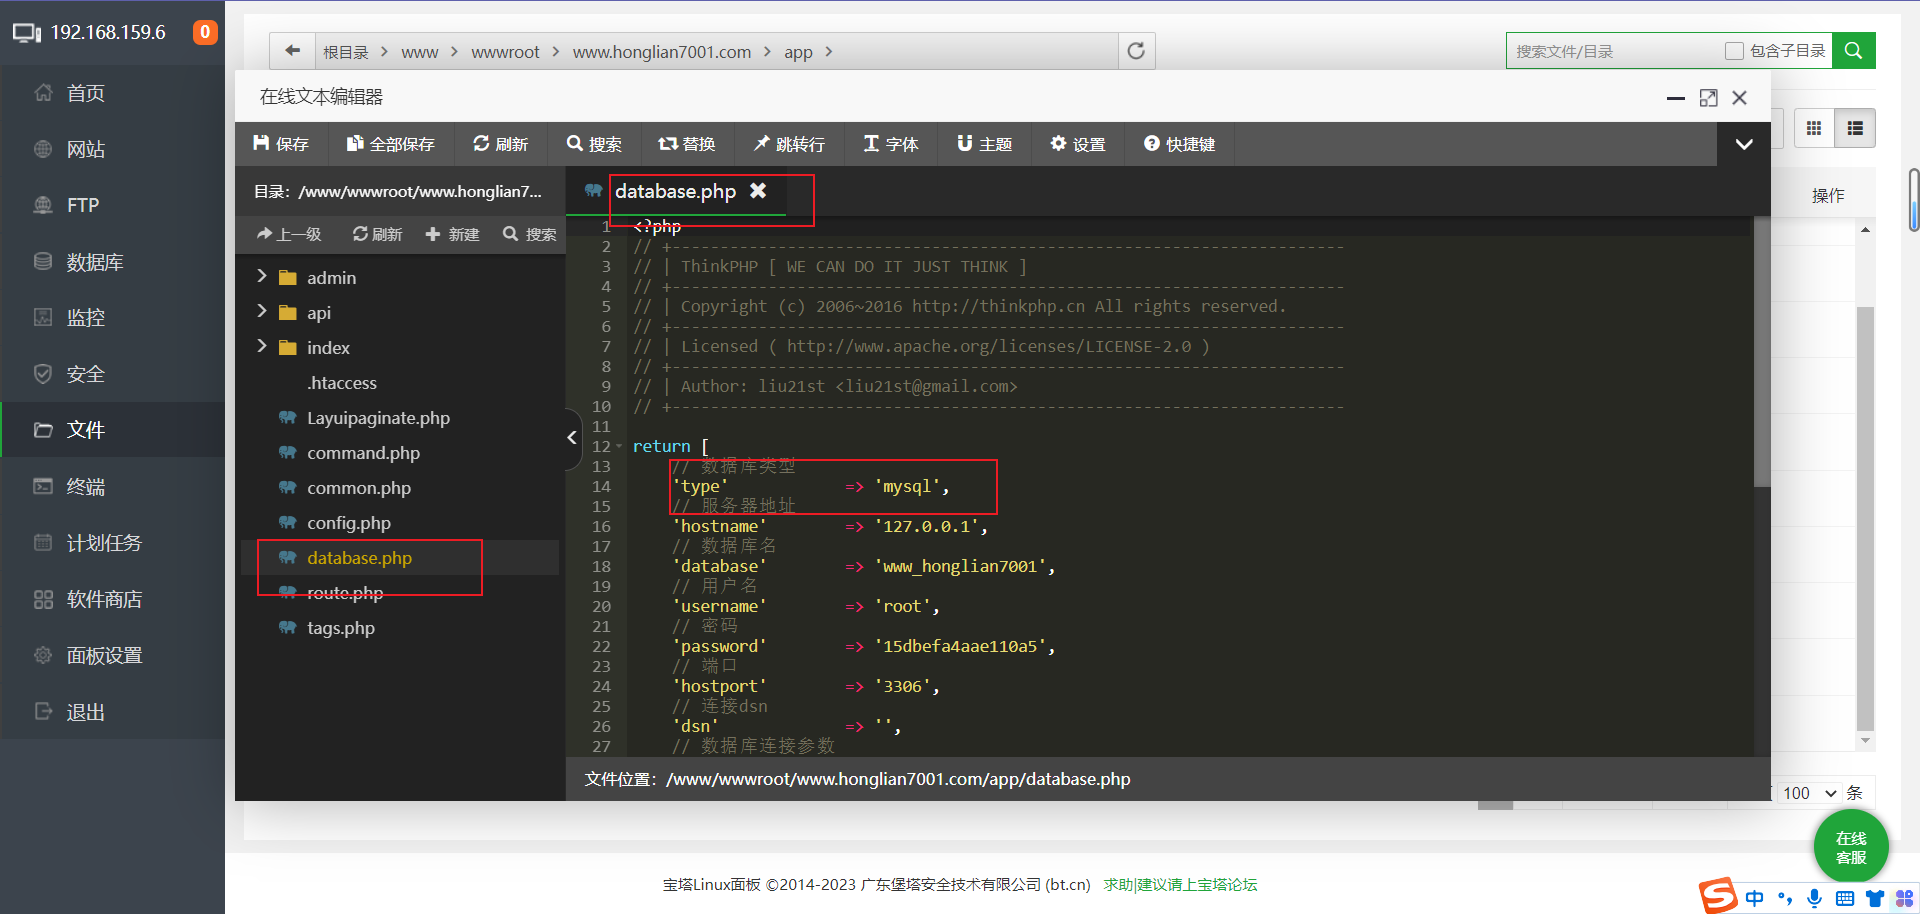 192.168.159.6
0
首页
网站
FTP
数据库
监控
安全
文件
终端
计划任务
软件商店
面板设置
退出
根目录 > www > wwwroot > www.honglian7001.com > app >
搜索文件/目录
包含子目录
操作
在线文本编辑器
保存 全部保存 刷新 搜索 替换 跳转行 字体 主题 设置 快捷键
目录：/www/wwwroot/www.honglian7...
上一级 刷新 新建 搜索
admin
api
index
.htaccess
Layuipaginate.php
command.php
common.php
config.php
database.php
route.php
tags.php
database.php
1 <?php
2 // +----------------------------------------------------------------------
3 // | ThinkPHP [ WE CAN DO IT JUST THINK ]
4 // +----------------------------------------------------------------------
5 // | Copyright (c) 2006~2016 http://thinkphp.cn All rights reserved.
6 // +----------------------------------------------------------------------
7 // | Licensed ( http://www.apache.org/licenses/LICENSE-2.0 )
8 // +----------------------------------------------------------------------
9 // | Author: liu21st <liu21st@gmail.com>
10 // +----------------------------------------------------------------------
11
12 return [
13 // 数据库类型
14 'type' => 'mysql',
15 // 服务器地址
16 'hostname' => '127.0.0.1',
17 // 数据库名
18 'database' => 'www_honglian7001',
19 // 用户名
20 'username' => 'root',
21 // 密码
22 'password' => '15dbefa4aae110a5',
23 // 端口
24 'hostport' => '3306',
25 // 连接dsn
26 'dsn' => '',
27 // 数据库连接参数
文件位置：/www/wwwroot/www.honglian7001.com/app/database.php
100 条
在线
客服
宝塔Linux面板 ©2014-2023 广东堡塔安全技术有限公司 (bt.cn) 求助|建议请上宝塔论坛
中